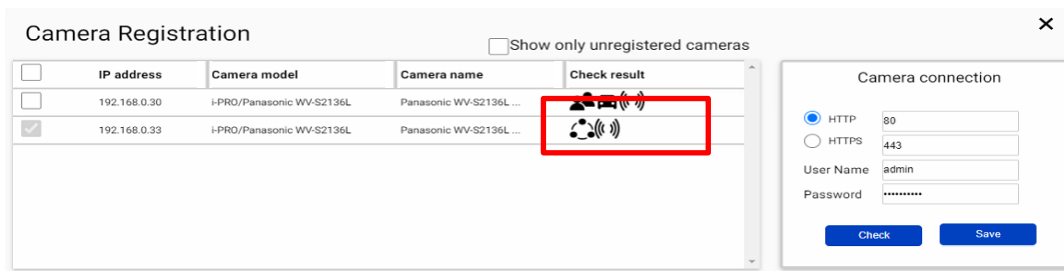 Camera Registration
Show only unregistered cameras
IP address Camera model Camera name Check result
192.168.0.30 i-PRO/Panasonic WV-S2136L Panasonic WV-S2136L ...
192.168.0.33 i-PRO/Panasonic WV-S2136L Panasonic WV-S2136L ...
Camera connection
HTTP 80
HTTPS 443
User Name admin
Password ••••••••••
Check Save